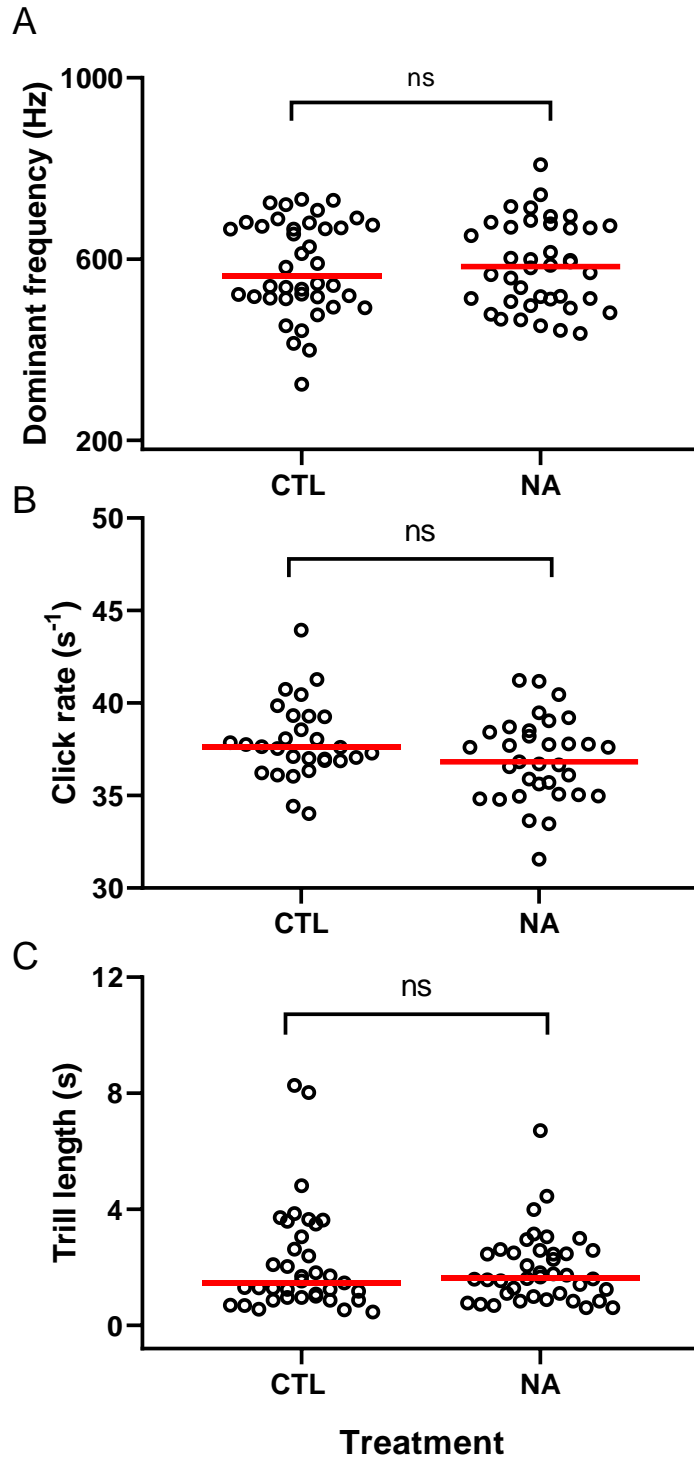 A
Dominant frequency (Hz)
1000
600
200
ns
CTL
NA
B
Click rate (s⁻¹)
50
45
40
35
30
ns
CTL
NA
C
Trill length (s)
12
8
4
0
ns
CTL
NA
Treatment